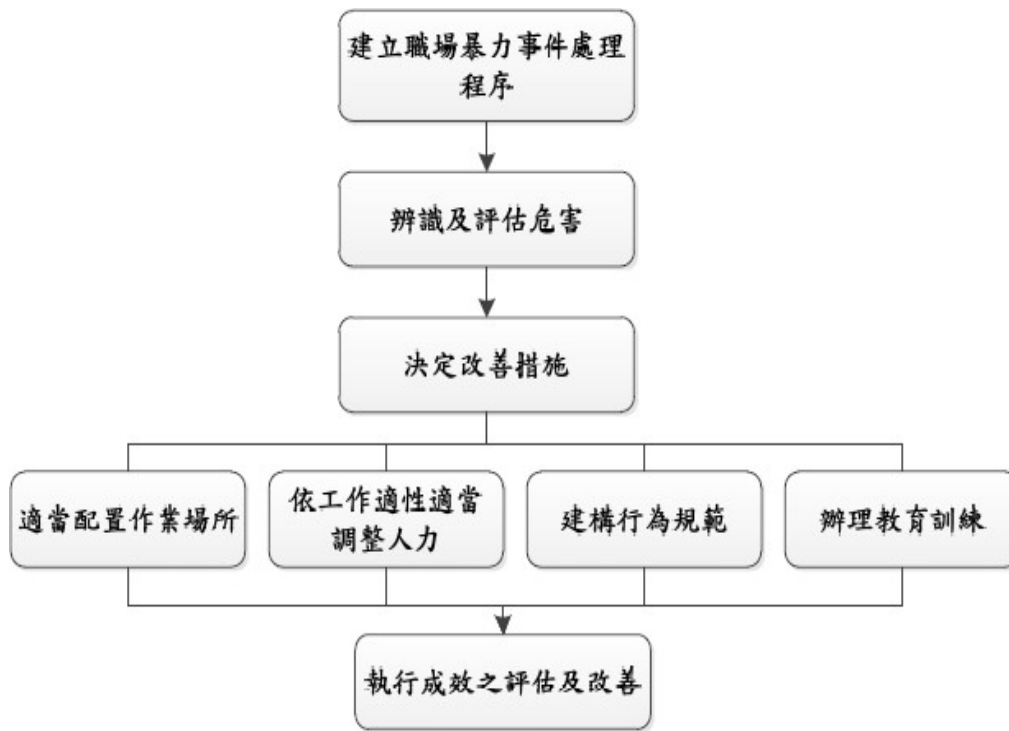 建立職場暴力事件處理
程序
辨識及評估危害
決定改善措施
適當配置作業場所
依工作適性適當
調整人力
建構行為規範
辦理教育訓練
執行成效之評估及改善